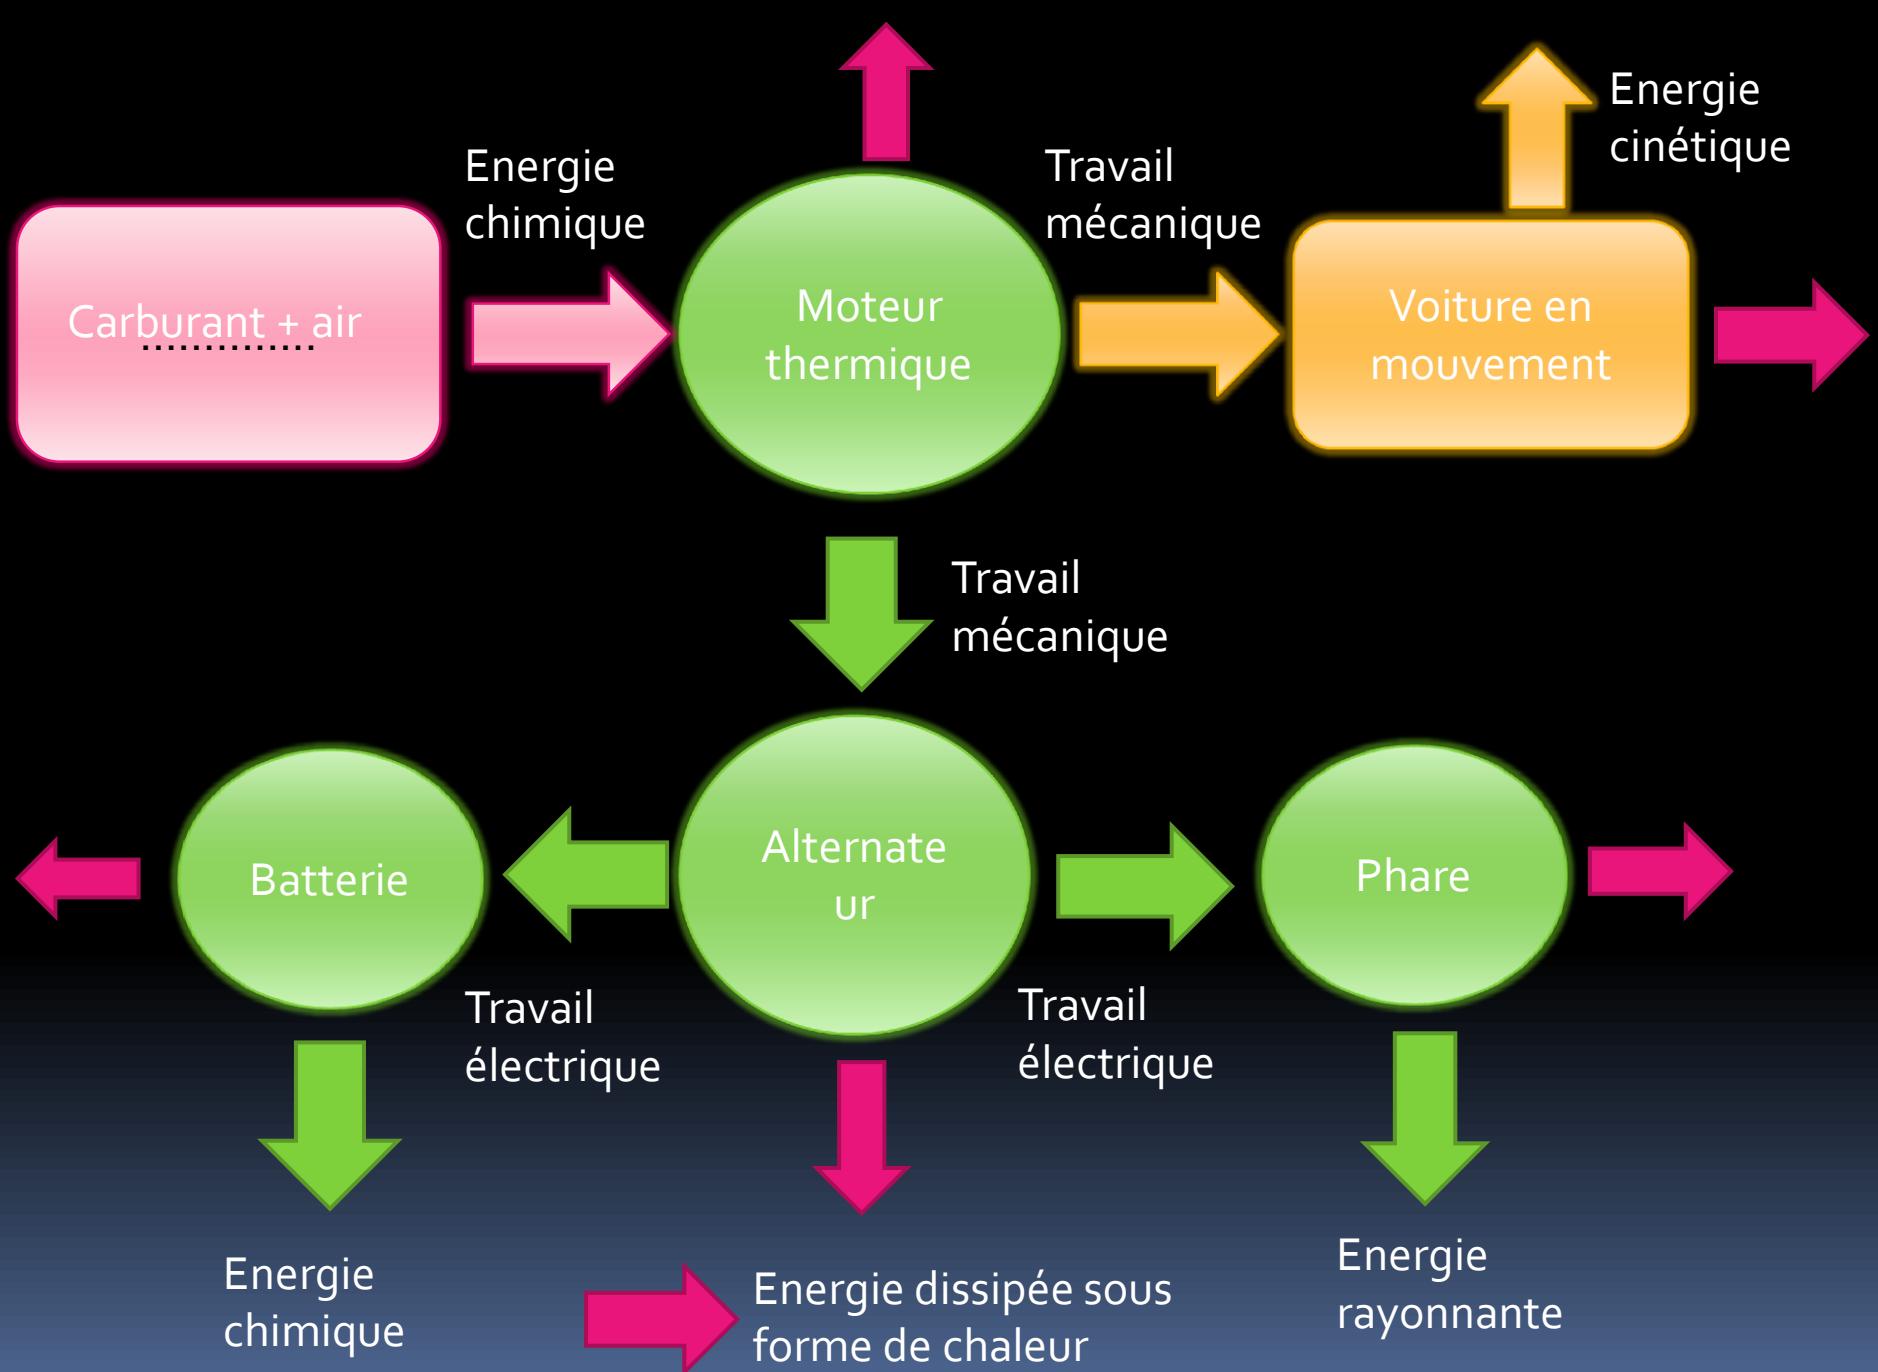 Energie
chimique
Travail
mécanique
Energie
cinétique
Carburant + air
..............
Moteur
thermique
Voiture en
mouvement
Travail
mécanique
Batterie
Alternate
ur
Phare
Travail
électrique
Travail
électrique
Energie
chimique
Energie dissipée sous
forme de chaleur
Energie
rayonnante